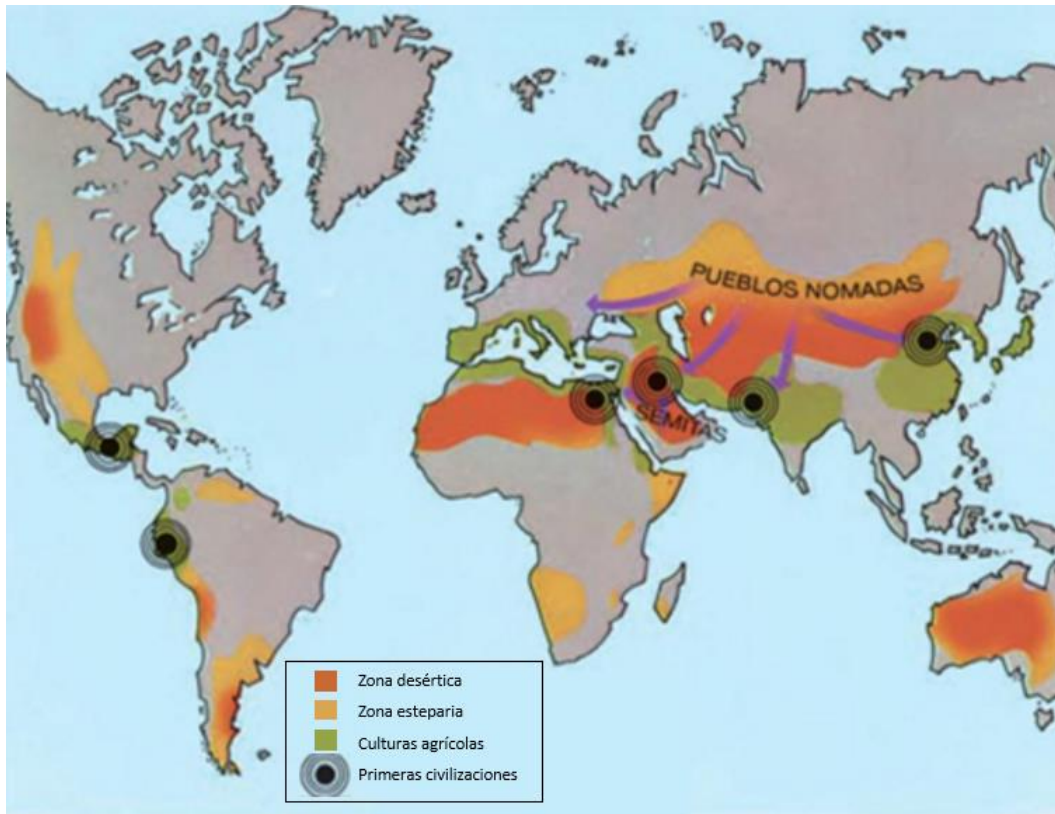 PUEBLOS NOMADAS
SEMITAS
Zona desértica
Zona esteparia
Culturas agrícolas
Primeras civilizaciones